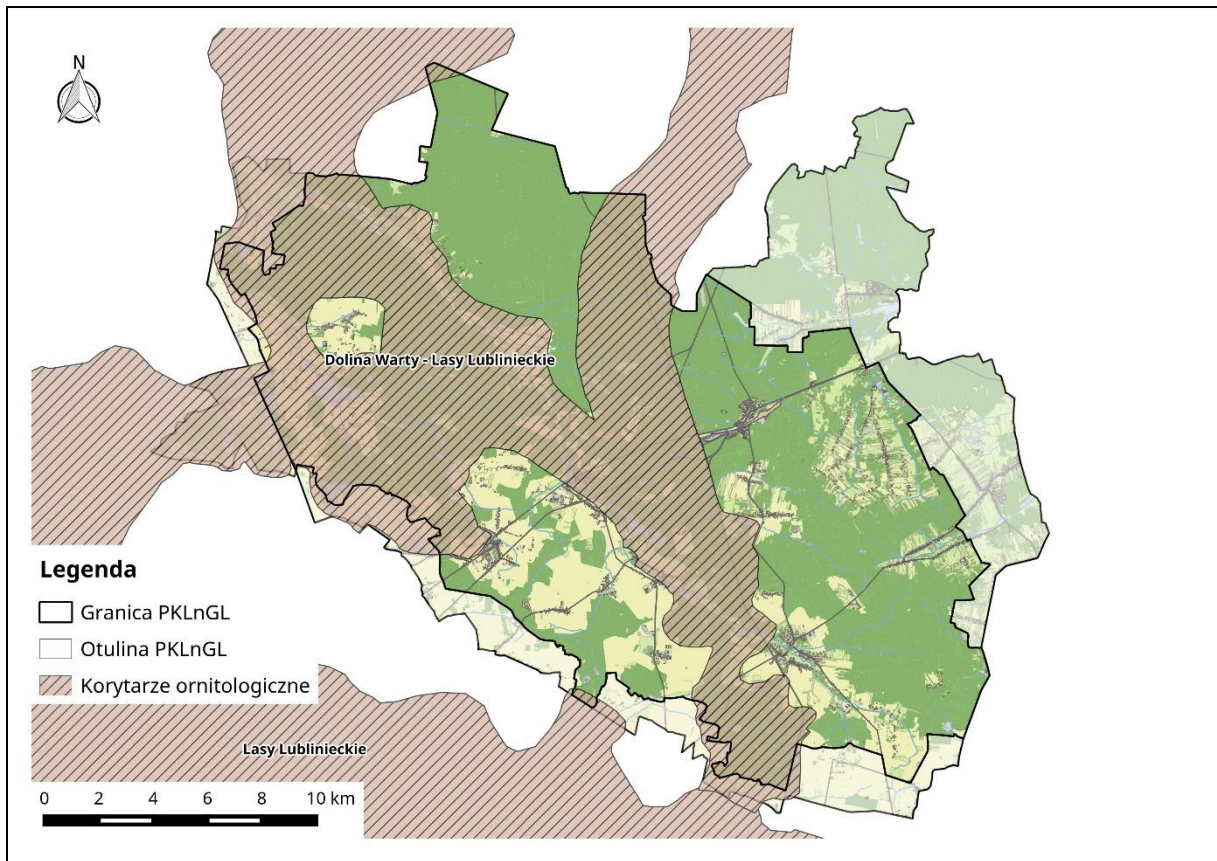 N
Dolina Warty - Lasy Lublinieckie
Legenda
Granica PKLnGL
Otulina PKLnGL
Korytarze ornitologiczne
Lasy Lublinieckie
0 2 4 6 8 10 km